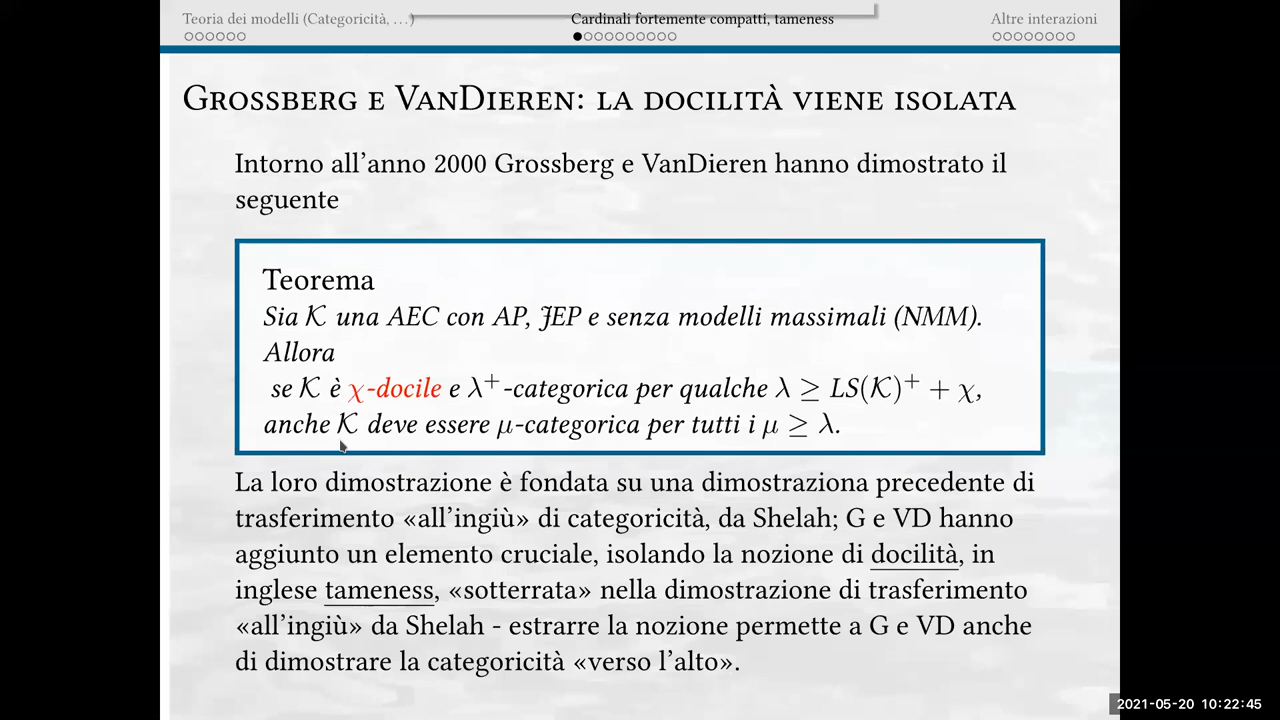 Teoria dei modelli (Categoricità, …)
Cardinali fortemente compatti, tameness
Altre interazioni
Grossberg e VanDieren: la docilità viene isolata
Intorno all’anno 2000 Grossberg e VanDieren hanno dimostrato il
seguente
Teorema
Sia 𝒦 una AEC con AP, JEP e senza modelli massimali (NMM).
Allora
se 𝒦 è χ-docile e λ⁺-categorica per qualche λ ≥ LS(𝒦)⁺ + χ,
anche 𝒦 deve essere μ-categorica per tutti i μ ≥ λ.
La loro dimostrazione è fondata su una dimostraziona precedente di
trasferimento «all’ingiù» di categoricità, da Shelah; G e VD hanno
aggiunto un elemento cruciale, isolando la nozione di docilità, in
inglese tameness, «sotterrata» nella dimostrazione di trasferimento
«all’ingiù» da Shelah - estrarre la nozione permette a G e VD anche
di dimostrare la categoricità «verso l’alto».
2021-05-20 10:22:45